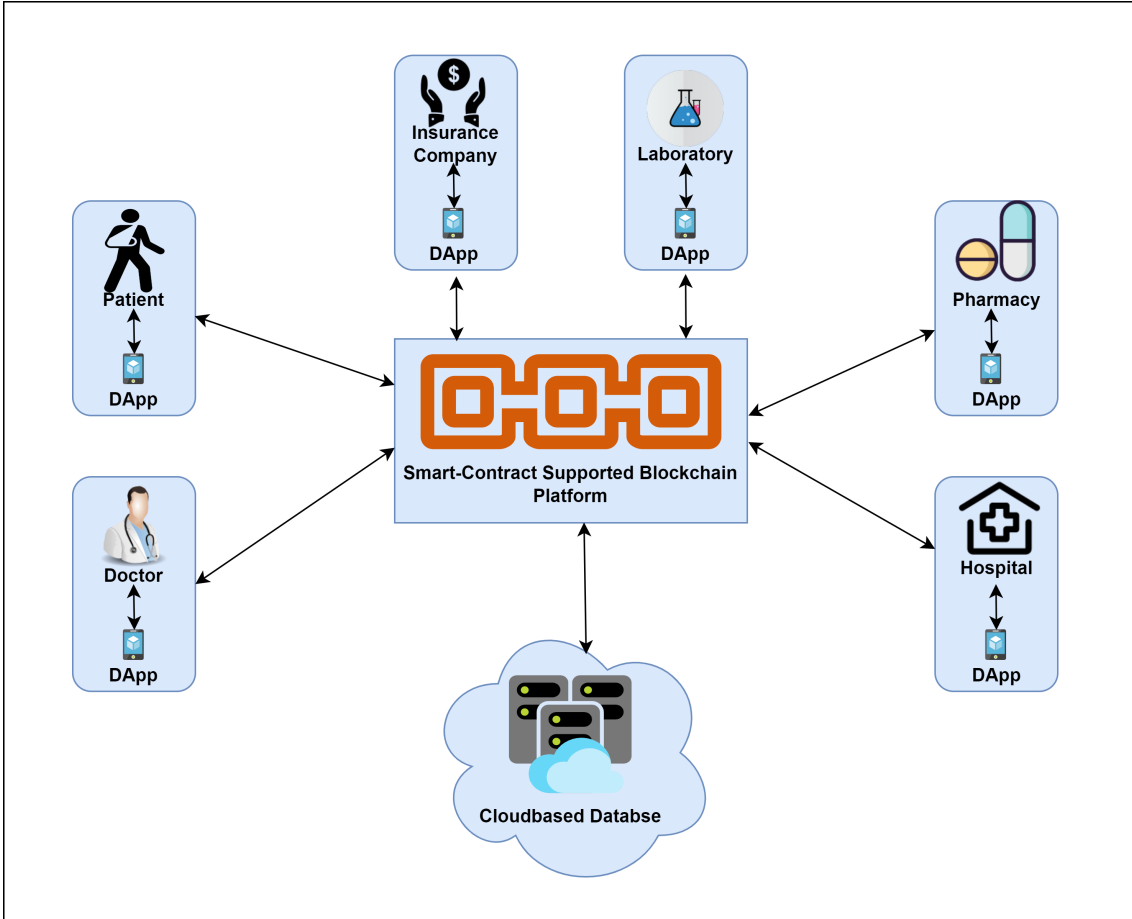 $
Insurance
Company
DApp
Laboratory
DApp
Patient
DApp
Pharmacy
DApp
Smart-Contract Supported Blockchain
Platform
Doctor
DApp
Hospital
DApp
Cloudbased Databse